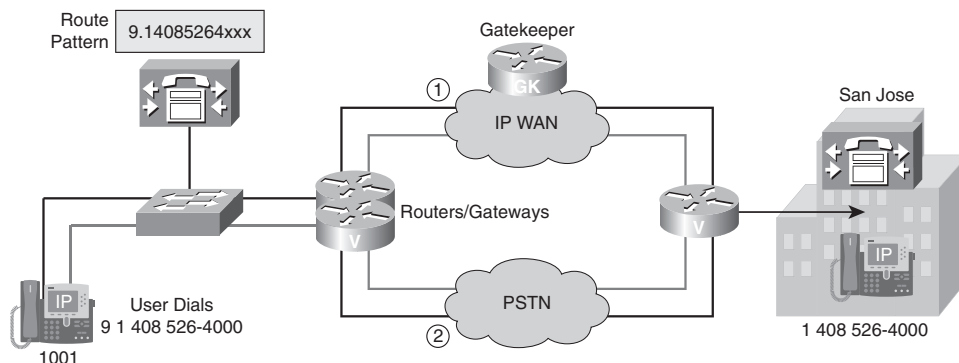 Route
Pattern
9.14085264xxx
Gatekeeper
GK
1
IP WAN
San Jose
Routers/Gateways
V
V
IP
IP
User Dials
9 1 408 526-4000
1001
PSTN
2
1 408 526-4000